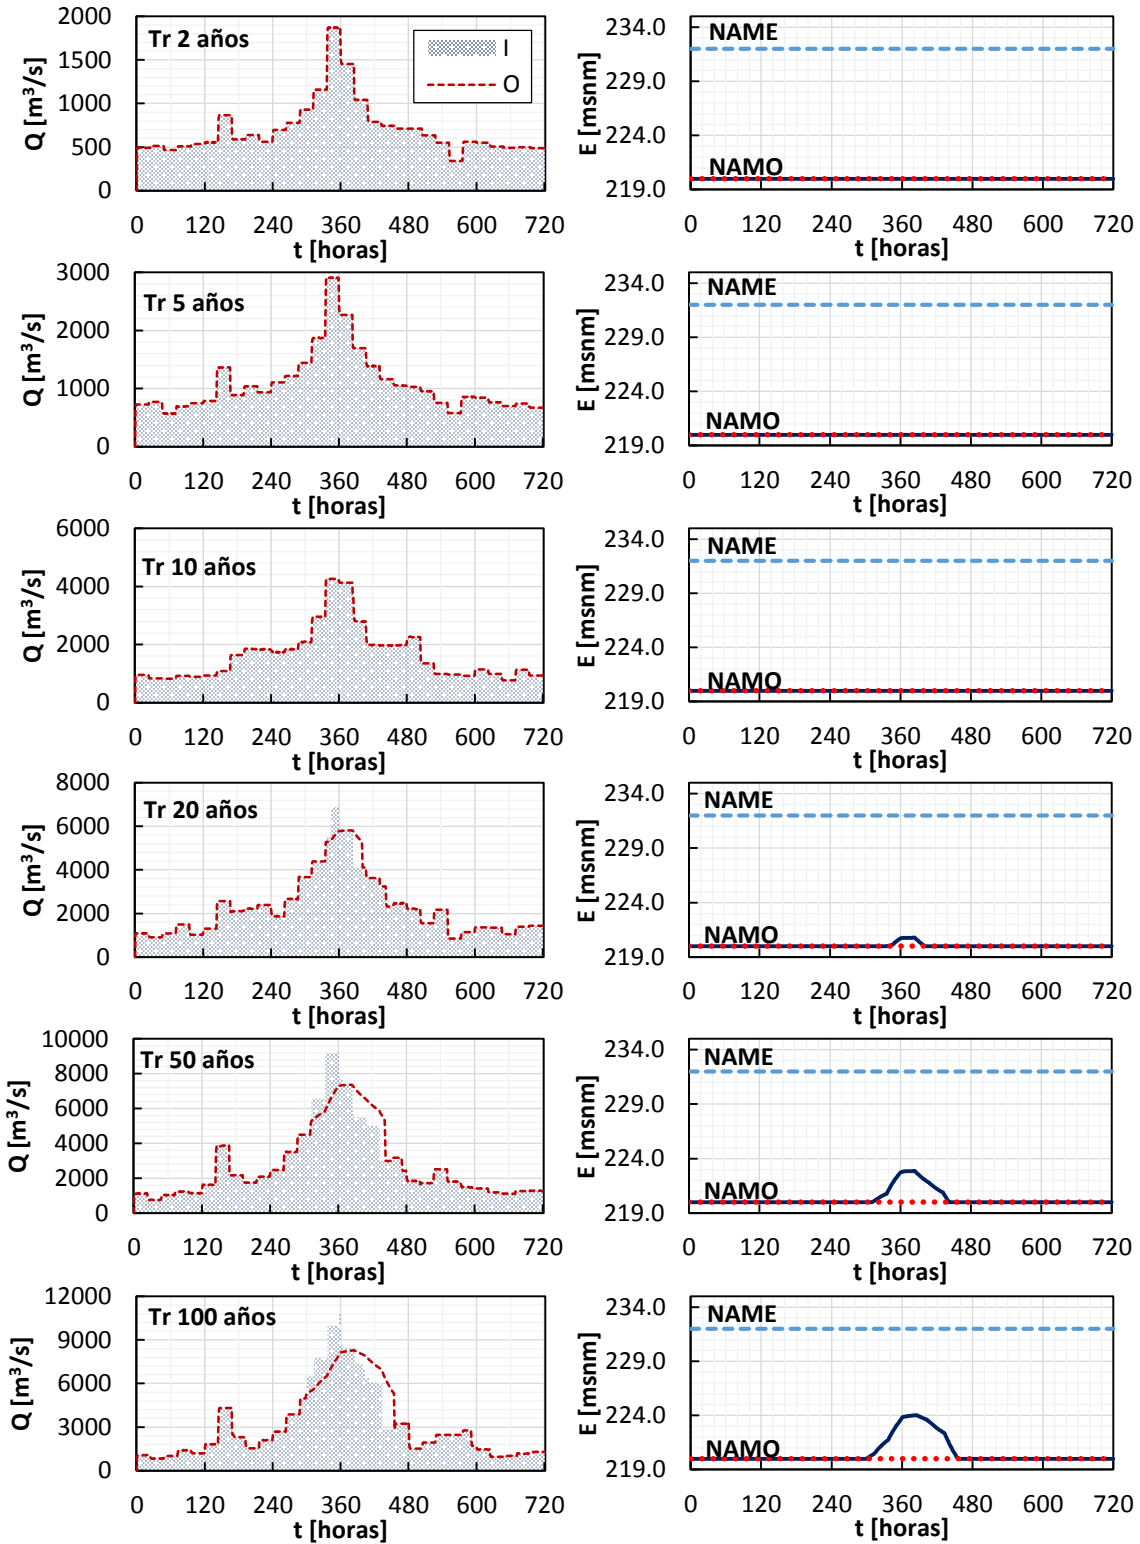 Tr 2 años
I
O
Q [m³/s]
2000
1500
1000
500
0
0 120 240 360 480 600 720
t [horas]
NAME
NAMO
E [msnm]
234.0
229.0
224.0
219.0
0 120 240 360 480 600 720
t [horas]
Tr 5 años
Q [m³/s]
3000
2000
1000
0
0 120 240 360 480 600 720
t [horas]
NAME
NAMO
E [msnm]
234.0
229.0
224.0
219.0
0 120 240 360 480 600 720
t [horas]
Tr 10 años
Q [m³/s]
6000
4000
2000
0
0 120 240 360 480 600 720
t [horas]
NAME
NAMO
E [msnm]
234.0
229.0
224.0
219.0
0 120 240 360 480 600 720
t [horas]
Tr 20 años
Q [m³/s]
8000
6000
4000
2000
0
0 120 240 360 480 600 720
t [horas]
NAME
NAMO
E [msnm]
234.0
229.0
224.0
219.0
0 120 240 360 480 600 720
t [horas]
Tr 50 años
Q [m³/s]
10000
8000
6000
4000
2000
0
0 120 240 360 480 600 720
t [horas]
NAME
NAMO
E [msnm]
234.0
229.0
224.0
219.0
0 120 240 360 480 600 720
t [horas]
Tr 100 años
Q [m³/s]
12000
9000
6000
3000
0
0 120 240 360 480 600 720
t [horas]
NAME
NAMO
E [msnm]
234.0
229.0
224.0
219.0
0 120 240 360 480 600 720
t [horas]